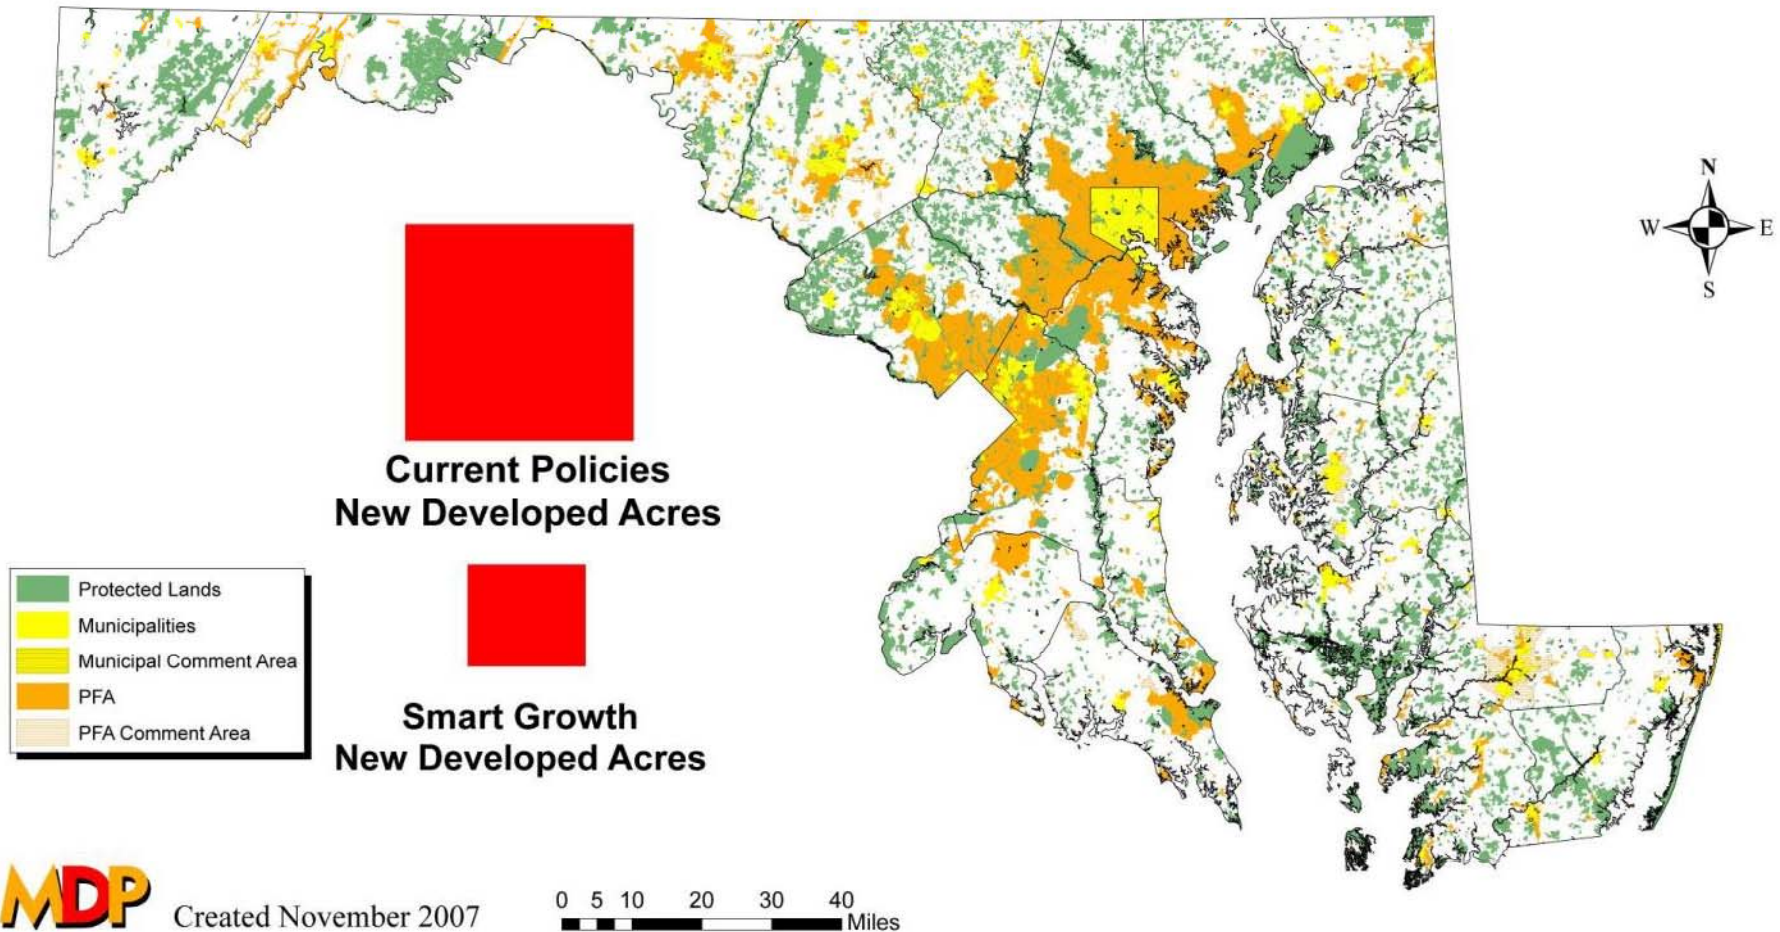 N
W E
S
Current Policies
New Developed Acres
Protected Lands
Municipalities
Municipal Comment Area
PFA
PFA Comment Area
Smart Growth
New Developed Acres
MDP
Created November 2007
0 5 10 20 30 40
Miles